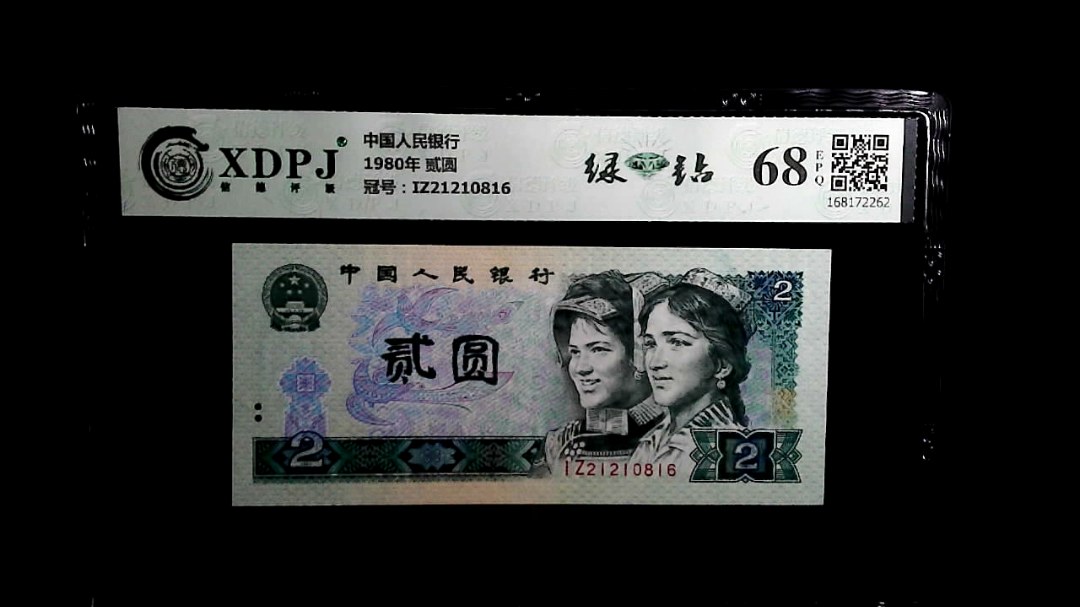 XDPJ®
信德评级
中国人民银行
1980年 贰圆
冠号：IZ21210816
绿钻
68
EPQ
168172262
中国人民银行
2
贰圆
2
IZ21210816
2